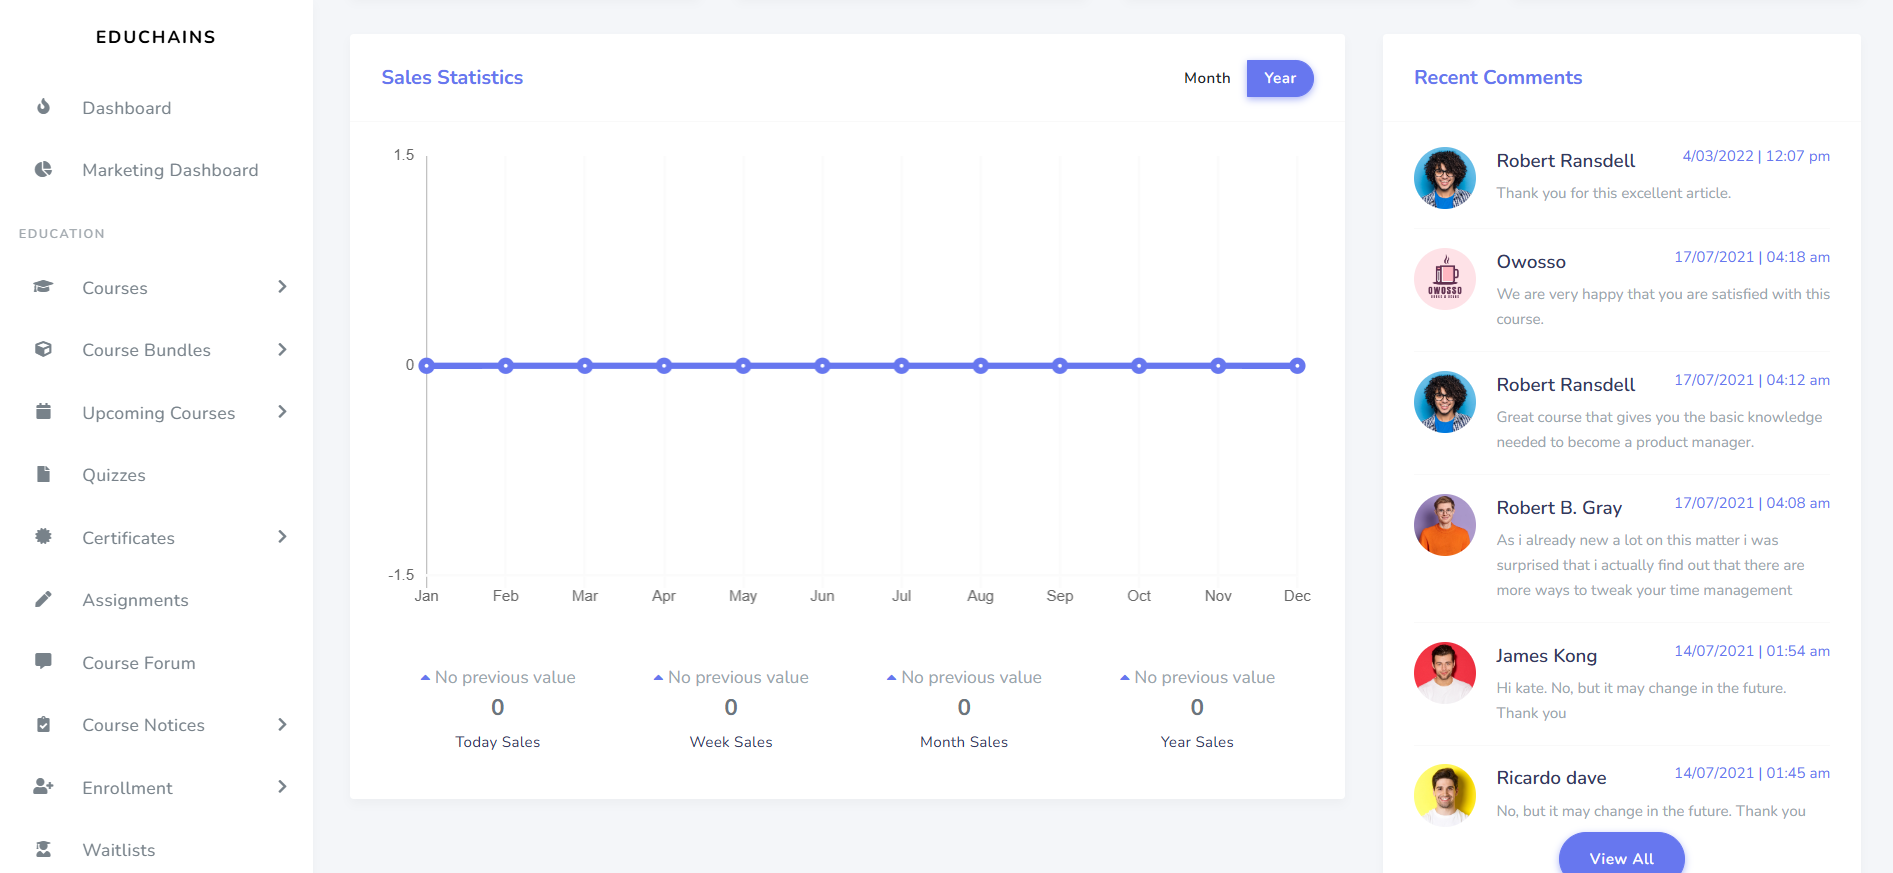 EDUCHAINS
Dashboard
Marketing Dashboard
EDUCATION
Courses
Course Bundles
Upcoming Courses
Quizzes
Certificates
Assignments
Course Forum
Course Notices
Enrollment
Waitlists
Sales Statistics
Month Year
1.5
0
-1.5
Jan Feb Mar Apr May Jun Jul Aug Sep Oct Nov Dec
No previous value No previous value No previous value No previous value
0 0 0 0
Today Sales Week Sales Month Sales Year Sales
Recent Comments
Robert Ransdell 4/03/2022 | 12:07 pm
Thank you for this excellent article.
OWOSSO
Owosso 17/07/2021 | 04:18 am
We are very happy that you are satisfied with this
course.
Robert Ransdell 17/07/2021 | 04:12 am
Great course that gives you the basic knowledge
needed to become a product manager.
Robert B. Gray 17/07/2021 | 04:08 am
As i already new a lot on this matter i was
surprised that i actually find out that there are
more ways to tweak your time management
James Kong 14/07/2021 | 01:54 am
Hi kate. No, but it may change in the future.
Thank you
Ricardo dave 14/07/2021 | 01:45 am
No, but it may change in the future. Thank you
View All